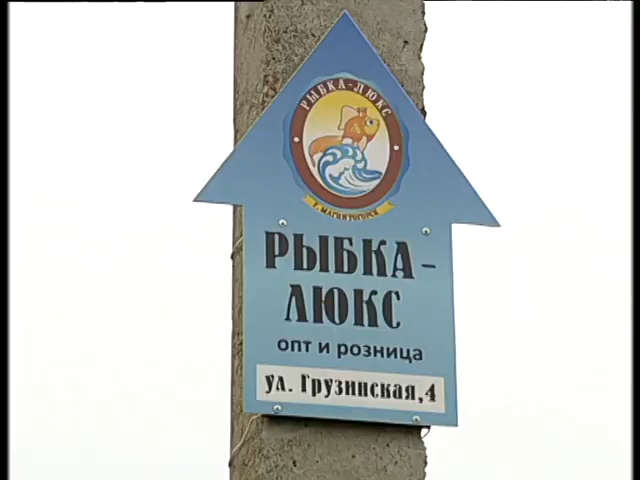 РЫБКА-ЛЮКС
г. МАГНИТОГОРСК
РЫБКА-
ЛЮКС
опт и розница
ул. Грузинская,4